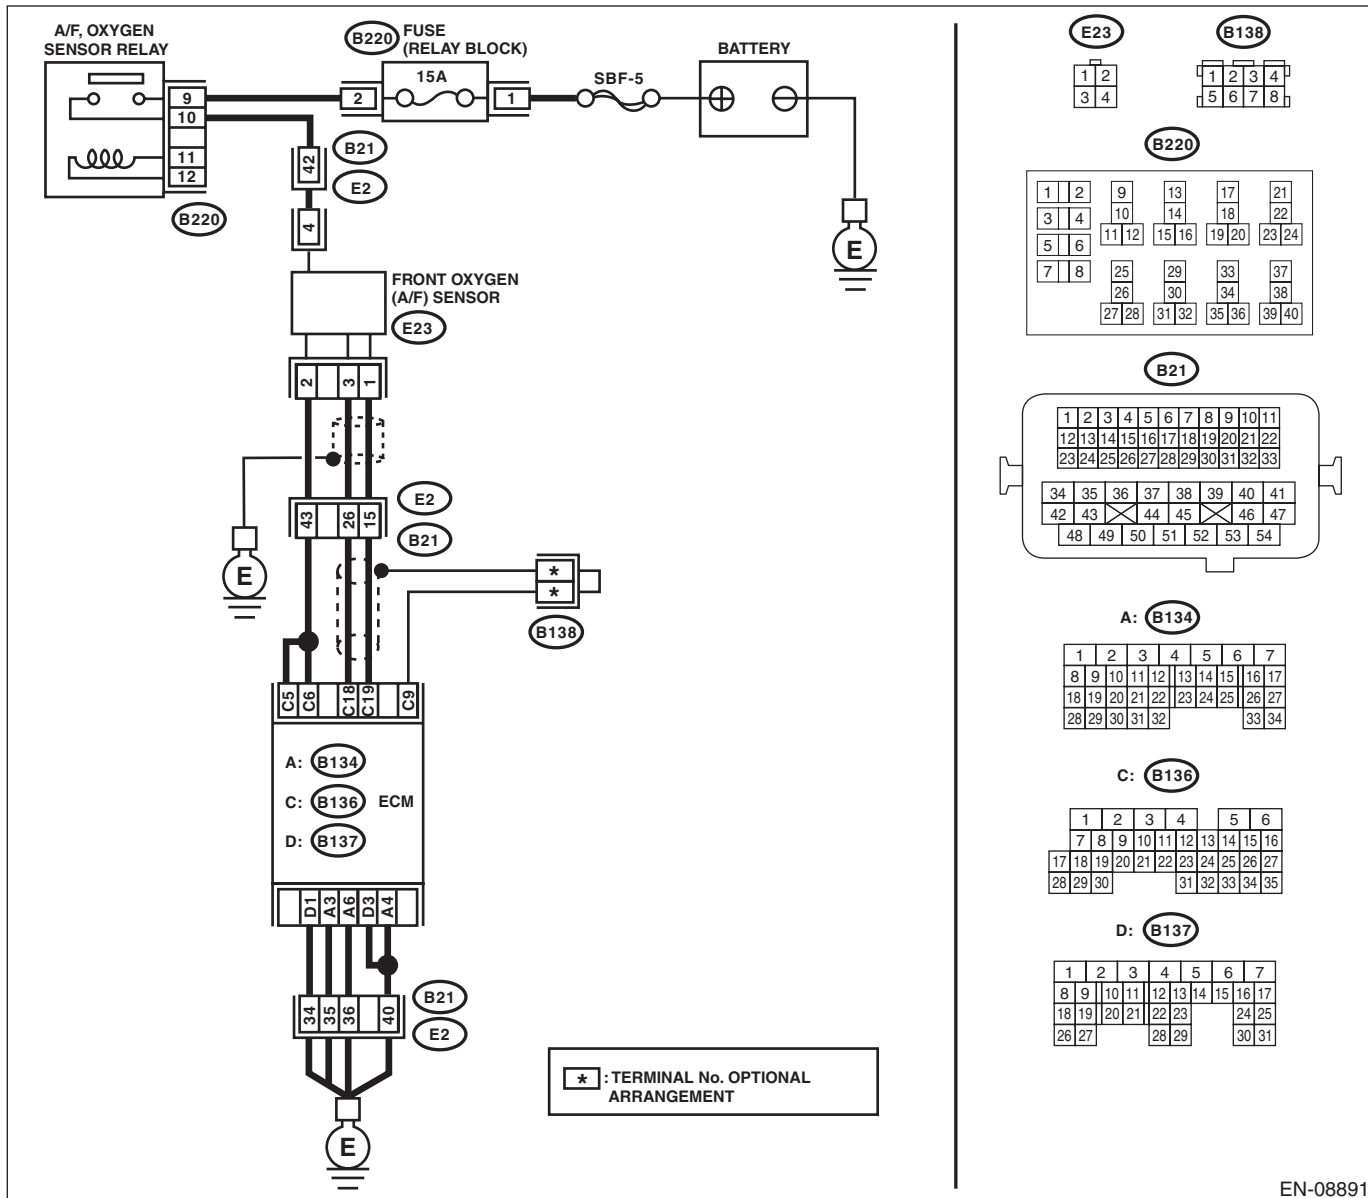 A/F, OXYGEN
SENSOR RELAY
9
10
11
12
B220
B220
FUSE
(RELAY BLOCK)
15A
2
1
SBF-5
BATTERY
E
42
B21
E2
4
FRONT OXYGEN
(A/F) SENSOR
E23
2 3 1
E
43 26 15
E2
B21
*
*
B138
C5 C6 C18 C19 C9
A: B134
C: B136 ECM
D: B137
D1 A3 A6 D3 A4
34 35 36 40
B21
E2
E
* : TERMINAL No. OPTIONAL
ARRANGEMENT
E23
1 2
3 4
B138
1 2 3 4
5 6 7 8
B220
1 2 9 13 17 21
3 4 10 14 18 22
11 12 15 16 19 20 23 24
5 6
7 8 25 29 33 37
26 30 34 38
27 28 31 32 35 36 39 40
B21
1 2 3 4 5 6 7 8 9 10 11
12 13 14 15 16 17 18 19 20 21 22
23 24 25 26 27 28 29 30 31 32 33
34 35 36 37 38 39 40 41
42 43 44 45 46 47
48 49 50 51 52 53 54
A: B134
1 2 3 4 5 6 7
8 9 10 11 12 13 14 15 16 17
18 19 20 21 22 23 24 25 26 27
28 29 30 31 32 33 34
C: B136
1 2 3 4 5 6
7 8 9 10 11 12 13 14 15 16
17 18 19 20 21 22 23 24 25 26 27
28 29 30 31 32 33 34 35
D: B137
1 2 3 4 5 6 7
8 9 10 11 12 13 14 15 16 17
18 19 20 21 22 23 24 25
26 27 28 29 30 31
EN-08891